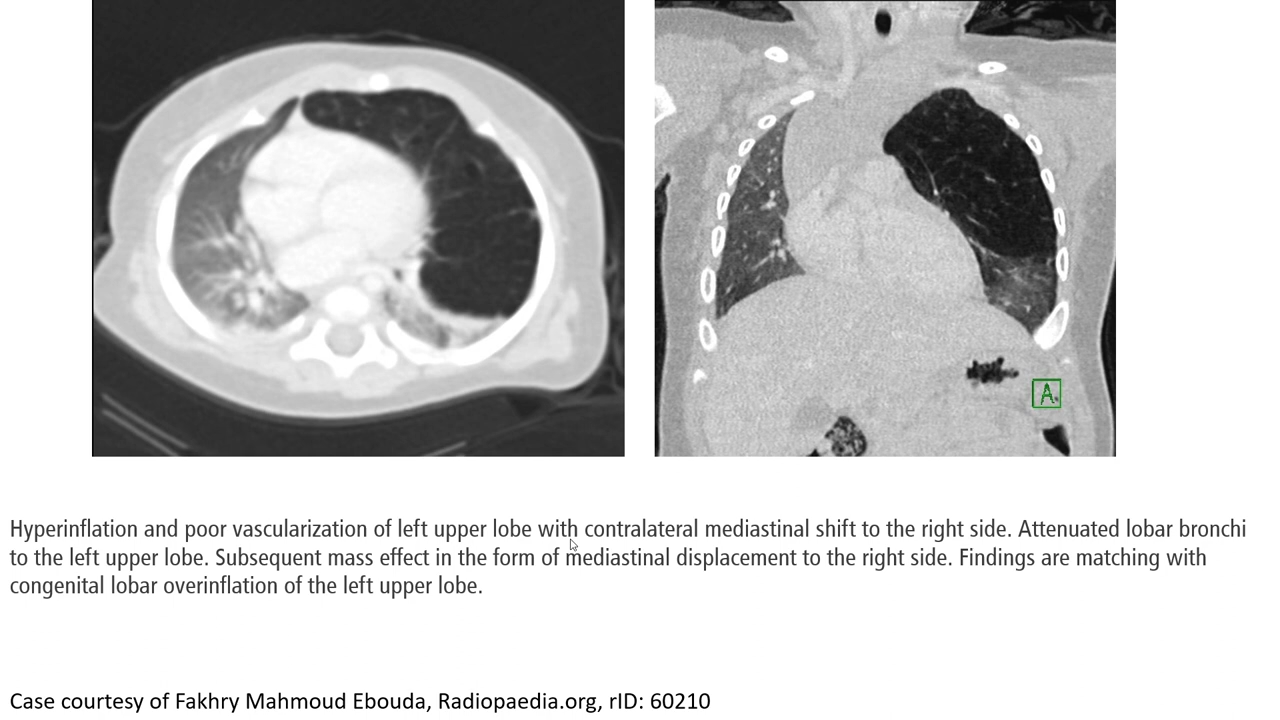 A
Hyperinflation and poor vascularization of left upper lobe with contralateral mediastinal shift to the right side. Attenuated lobar bronchi
to the left upper lobe. Subsequent mass effect in the form of mediastinal displacement to the right side. Findings are matching with
congenital lobar overinflation of the left upper lobe.
Case courtesy of Fakhry Mahmoud Ebouda, Radiopaedia.org, rID: 60210